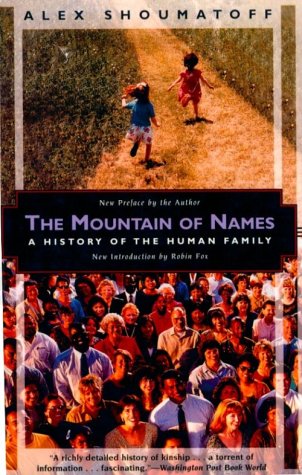 ALEX SHOUMATOFF
New Preface by the Author
THE MOUNTAIN OF NAMES
A HISTORY OF THE HUMAN FAMILY
New Introduction by Robin Fox
"A richly detailed history of kinship . . . a torrent of
information . . . fascinating."—Washington Post Book World